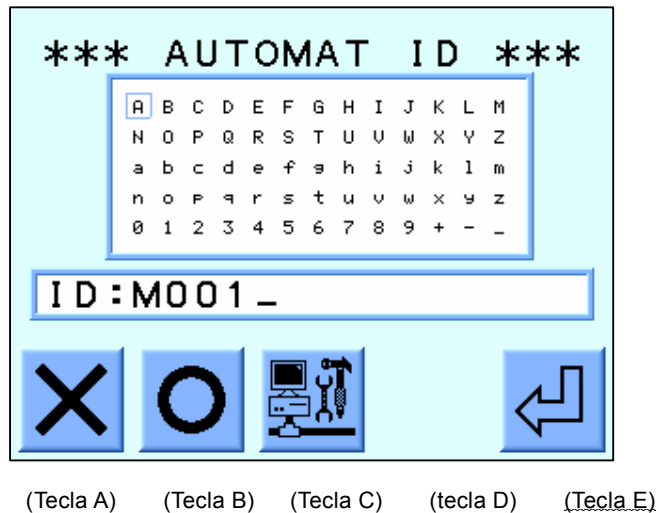 *** AUTOMAT ID ***
A B C D E F G H I J K L M
N O P Q R S T U V W X Y Z
a b c d e f g h i j k l m
n o p q r s t u v w x y z
0 1 2 3 4 5 6 7 8 9 + - _
ID:M001_
(Tecla A) (Tecla B) (Tecla C) (tecla D) (Tecla E)